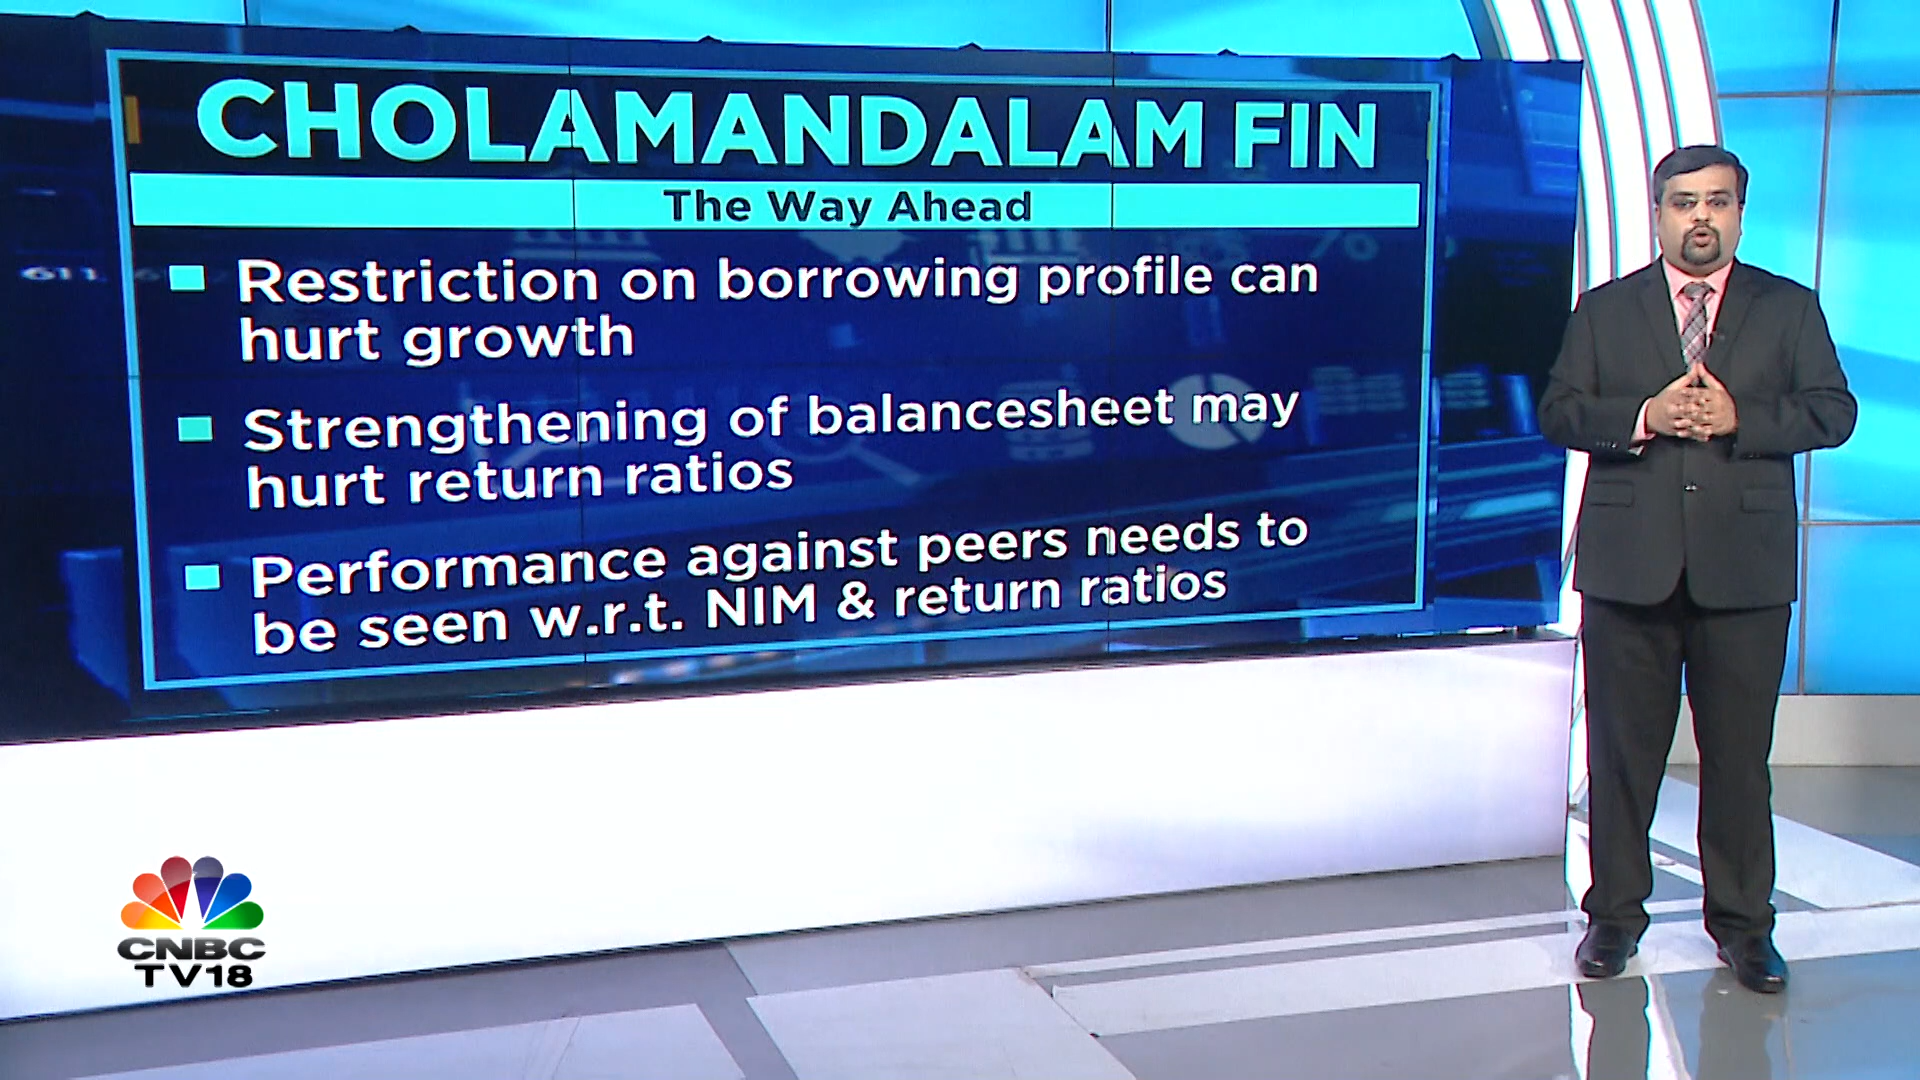 CHOLAMANDALAM FIN
The Way Ahead
Restriction on borrowing profile can
hurt growth
Strengthening of balancesheet may
hurt return ratios
Performance against peers needs to
be seen w.r.t. NIM & return ratios
CNBC
TV18